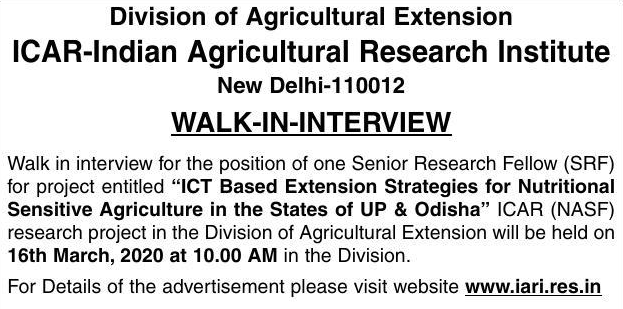 Division of Agricultural Extension
ICAR-Indian Agricultural Research Institute
New Delhi-110012
WALK-IN-INTERVIEW
Walk in interview for the position of one Senior Research Fellow (SRF)
for project entitled “ICT Based Extension Strategies for Nutritional
Sensitive Agriculture in the States of UP & Odisha” ICAR (NASF)
research project in the Division of Agricultural Extension will be held on
16th March, 2020 at 10.00 AM in the Division.
For Details of the advertisement please visit website www.iari.res.in